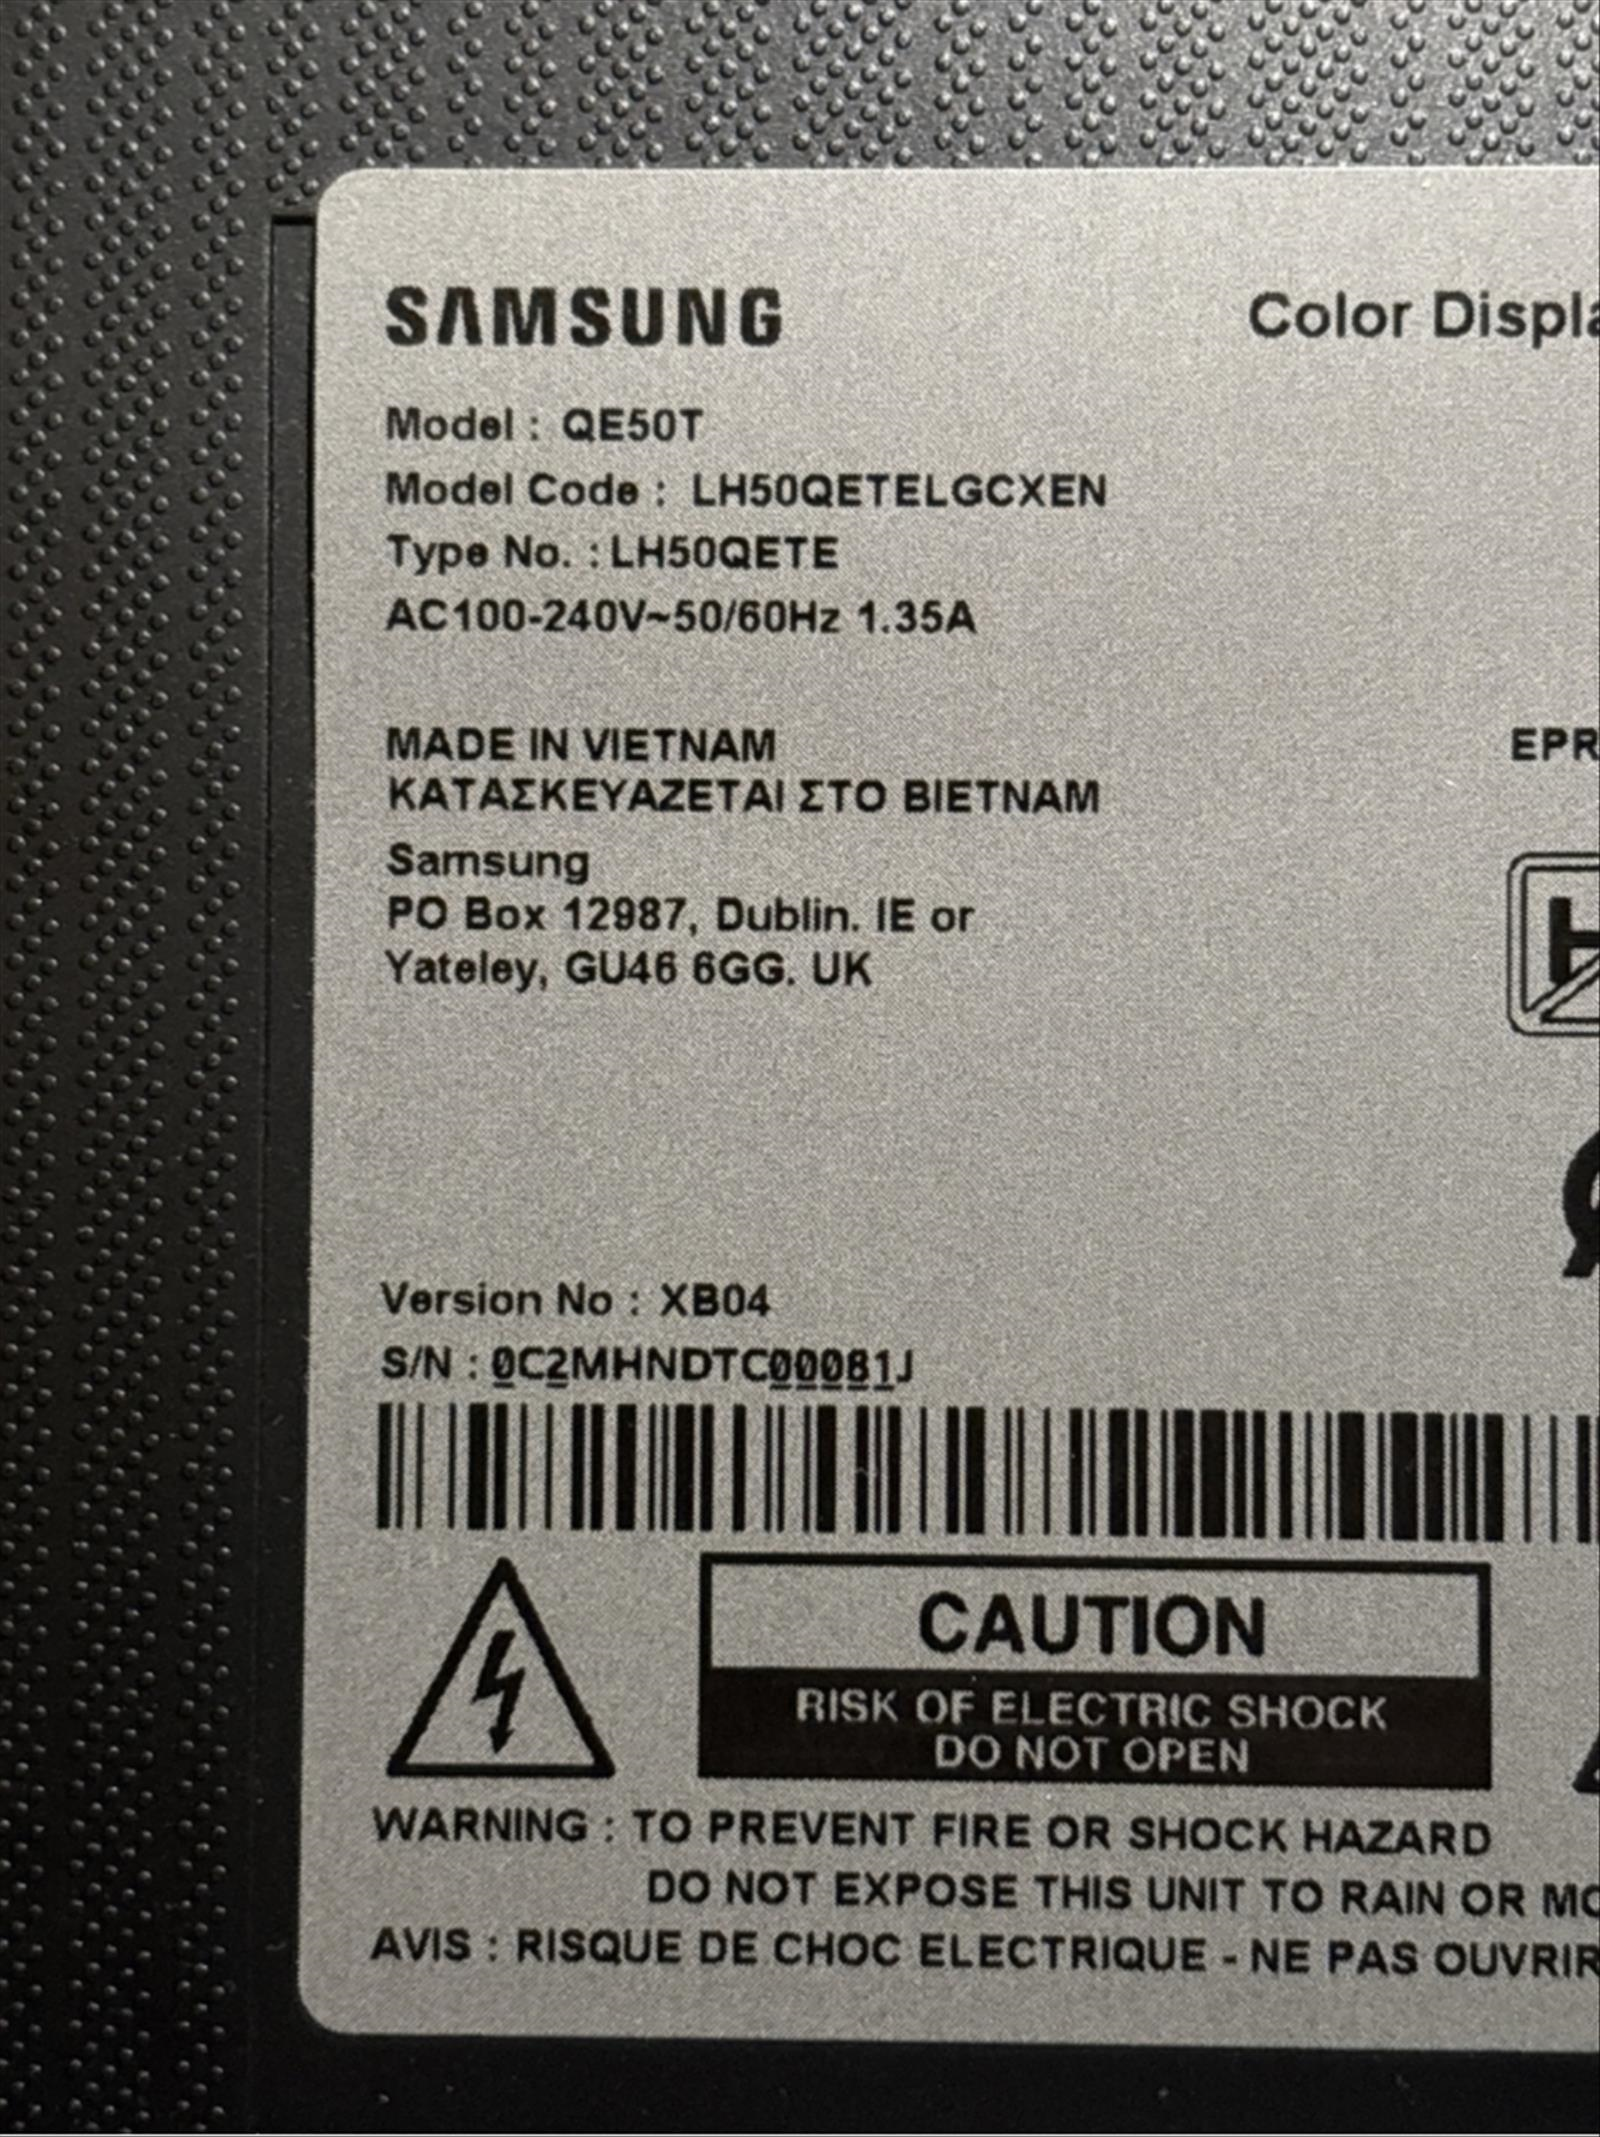 SAMSUNG
Color Displa
Model : QE50T
Model Code : LH50QETELGCXEN
Type No. : LH50QETE
AC100-240V~50/60Hz 1.35A
MADE IN VIETNAM
EPR
ΚΑΤΑΣΚΕΥΑΖΕΤΑΙ ΣΤΟ ΒΙΕΤΝΑΜ
Samsung
PO Box 12987, Dublin. IE or
Yateley, GU46 6GG. UK
H
Version No : XB04
S/N : 0C2MHNDTC00081J
CAUTION
RISK OF ELECTRIC SHOCK
DO NOT OPEN
WARNING : TO PREVENT FIRE OR SHOCK HAZARD
DO NOT EXPOSE THIS UNIT TO RAIN OR MO
AVIS : RISQUE DE CHOC ELECTRIQUE - NE PAS OUVRIR